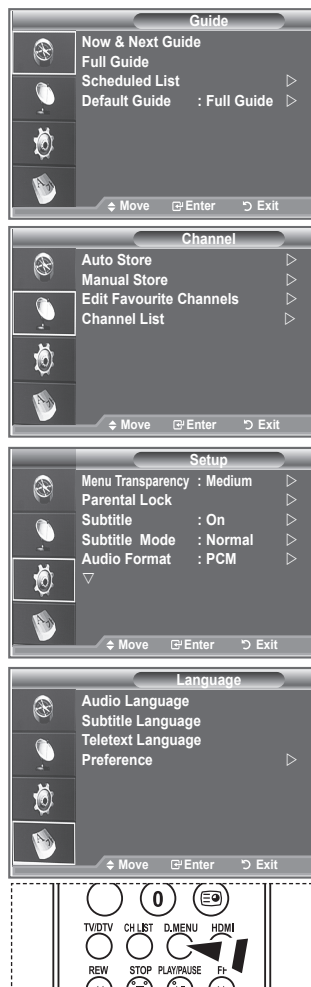 Guide
Now & Next Guide
Full Guide
Scheduled List
Default Guide : Full Guide
Move Enter Exit
Channel
Auto Store
Manual Store
Edit Favourite Channels
Channel List
Move Enter Exit
Setup
Menu Transparency : Medium
Parental Lock
Subtitle : On
Subtitle Mode : Normal
Audio Format : PCM
Move Enter Exit
Language
Audio Language
Subtitle Language
Teletext Language
Preference
Move Enter Exit
0
TV/DTV CH LIST D.MENU HDMI
REW STOP PLAY/PAUSE